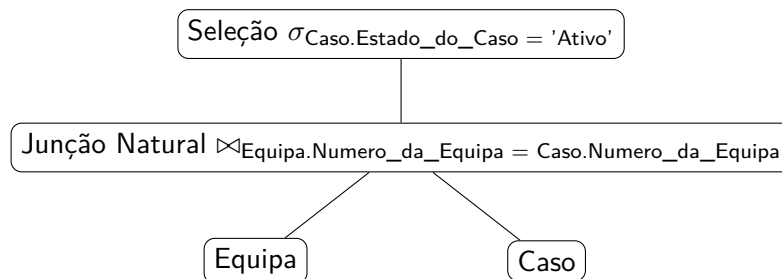 Seleção σCaso.Estado_do_Caso = 'Ativo'
Junção Natural ⋈Equipa.Numero_da_Equipa = Caso.Numero_da_Equipa
Equipa
Caso